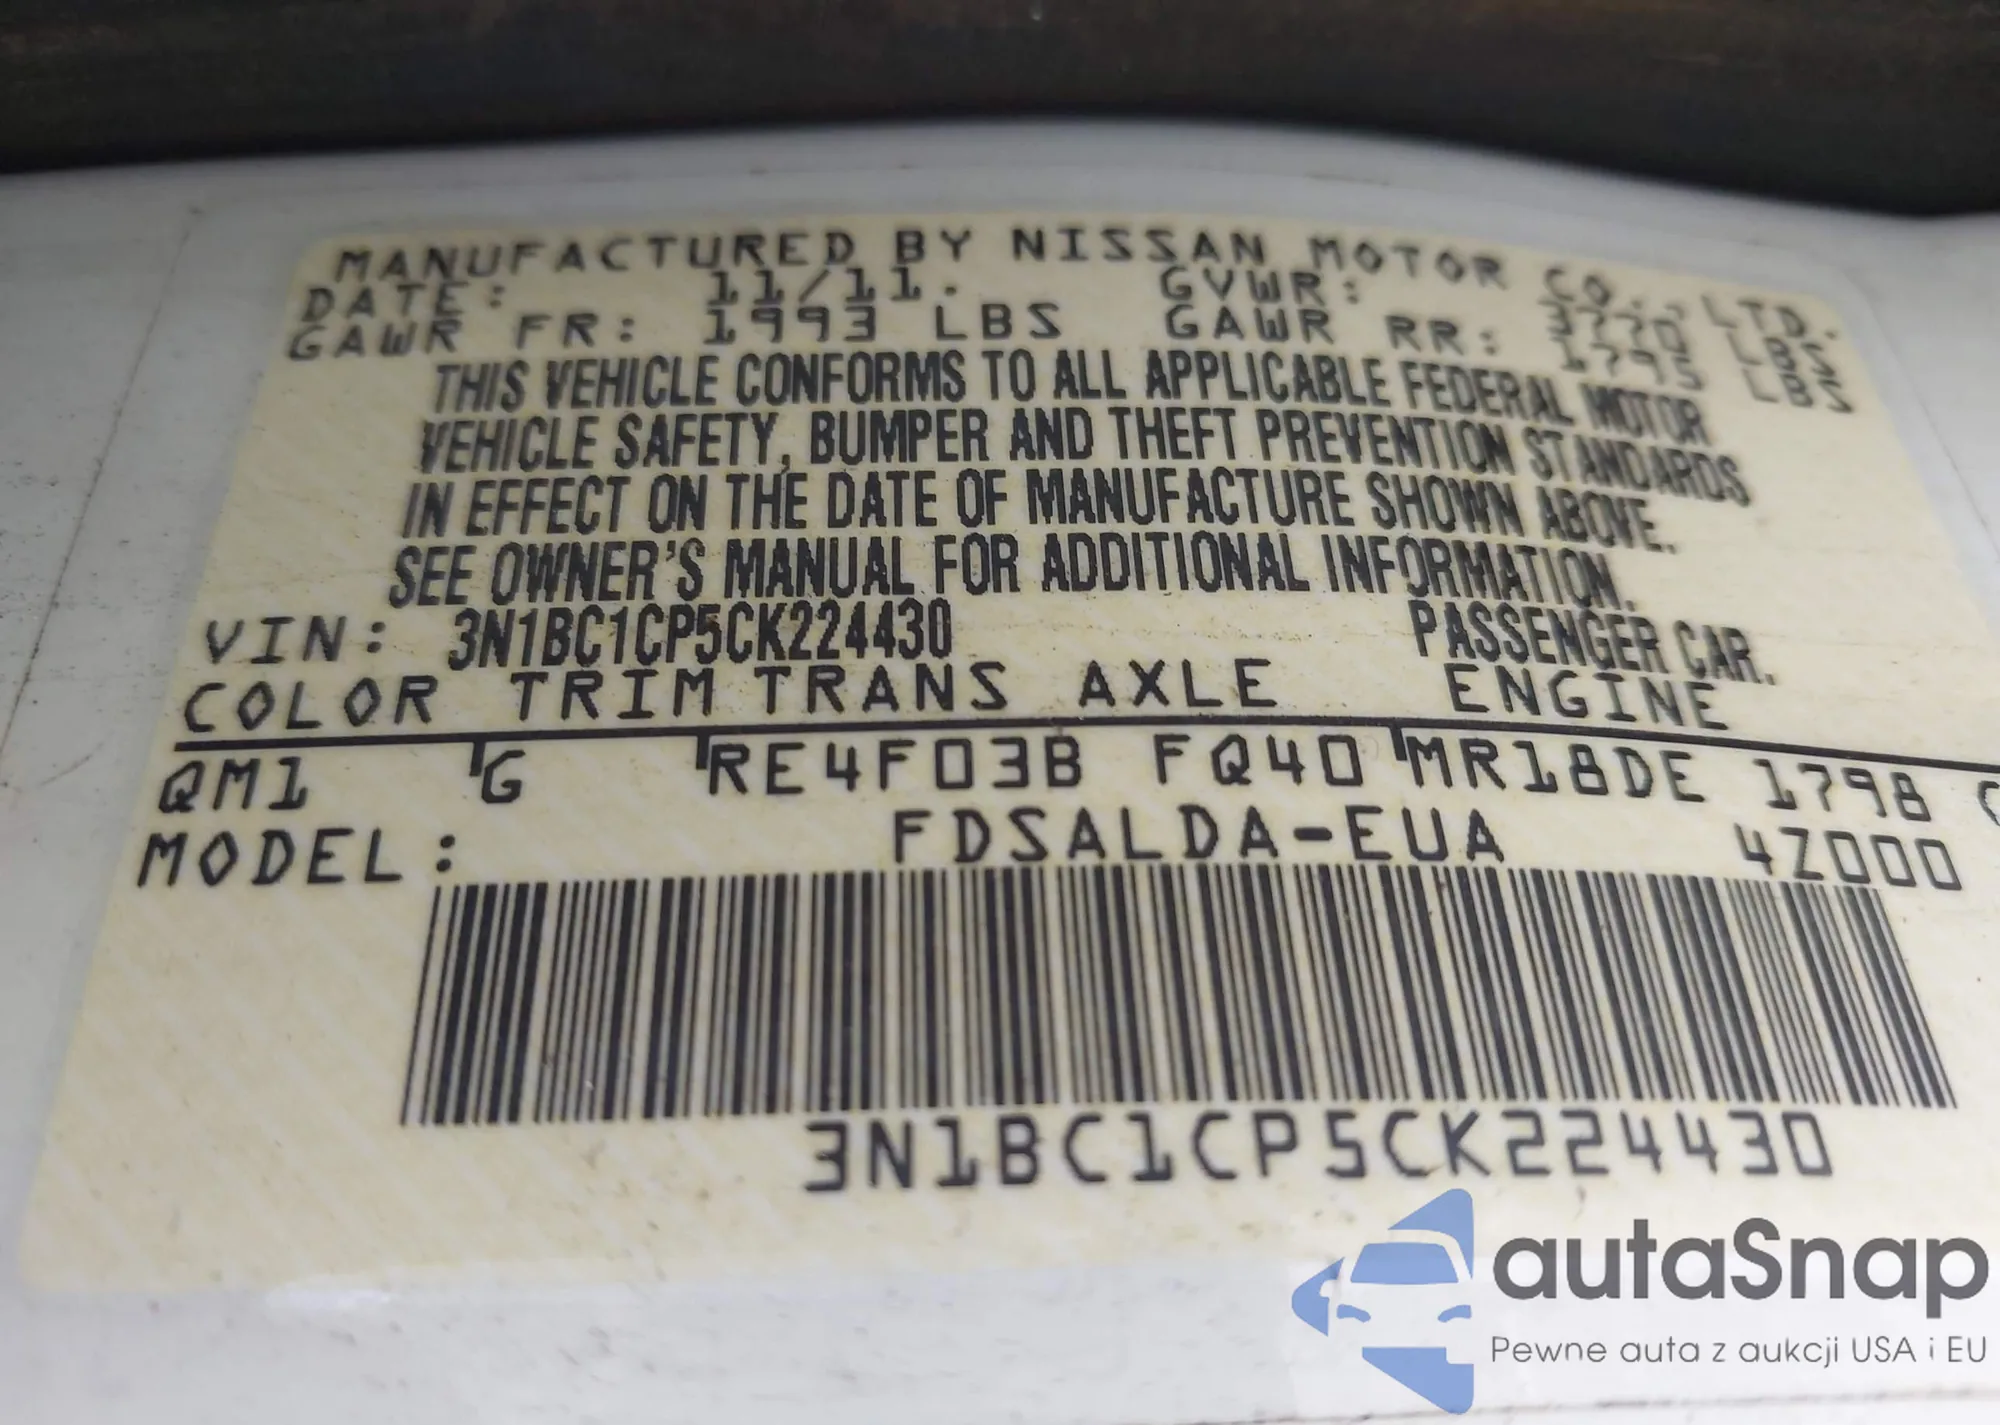 MANUFACTURED BY NISSAN MOTOR CO., LTD.
DATE: 11/11. GVWR: 3770 LBS
GAWR FR: 1993 LBS GAWR RR: 1795 LBS
THIS VEHICLE CONFORMS TO ALL APPLICABLE FEDERAL MOTOR
VEHICLE SAFETY, BUMPER AND THEFT PREVENTION STANDARDS
IN EFFECT ON THE DATE OF MANUFACTURE SHOWN ABOVE.
SEE OWNER'S MANUAL FOR ADDITIONAL INFORMATION.
VIN: 3N1BC1CP5CK224430 PASSENGER CAR.
COLOR TRIM TRANS AXLE ENGINE
QM1 G RE4F03B FQ40 MR18DE 1798
MODEL: FDSALDA-EUA 4Z000
3N1BC1CP5CK224430
autaSnap
Pewne auta z aukcji USA i EU